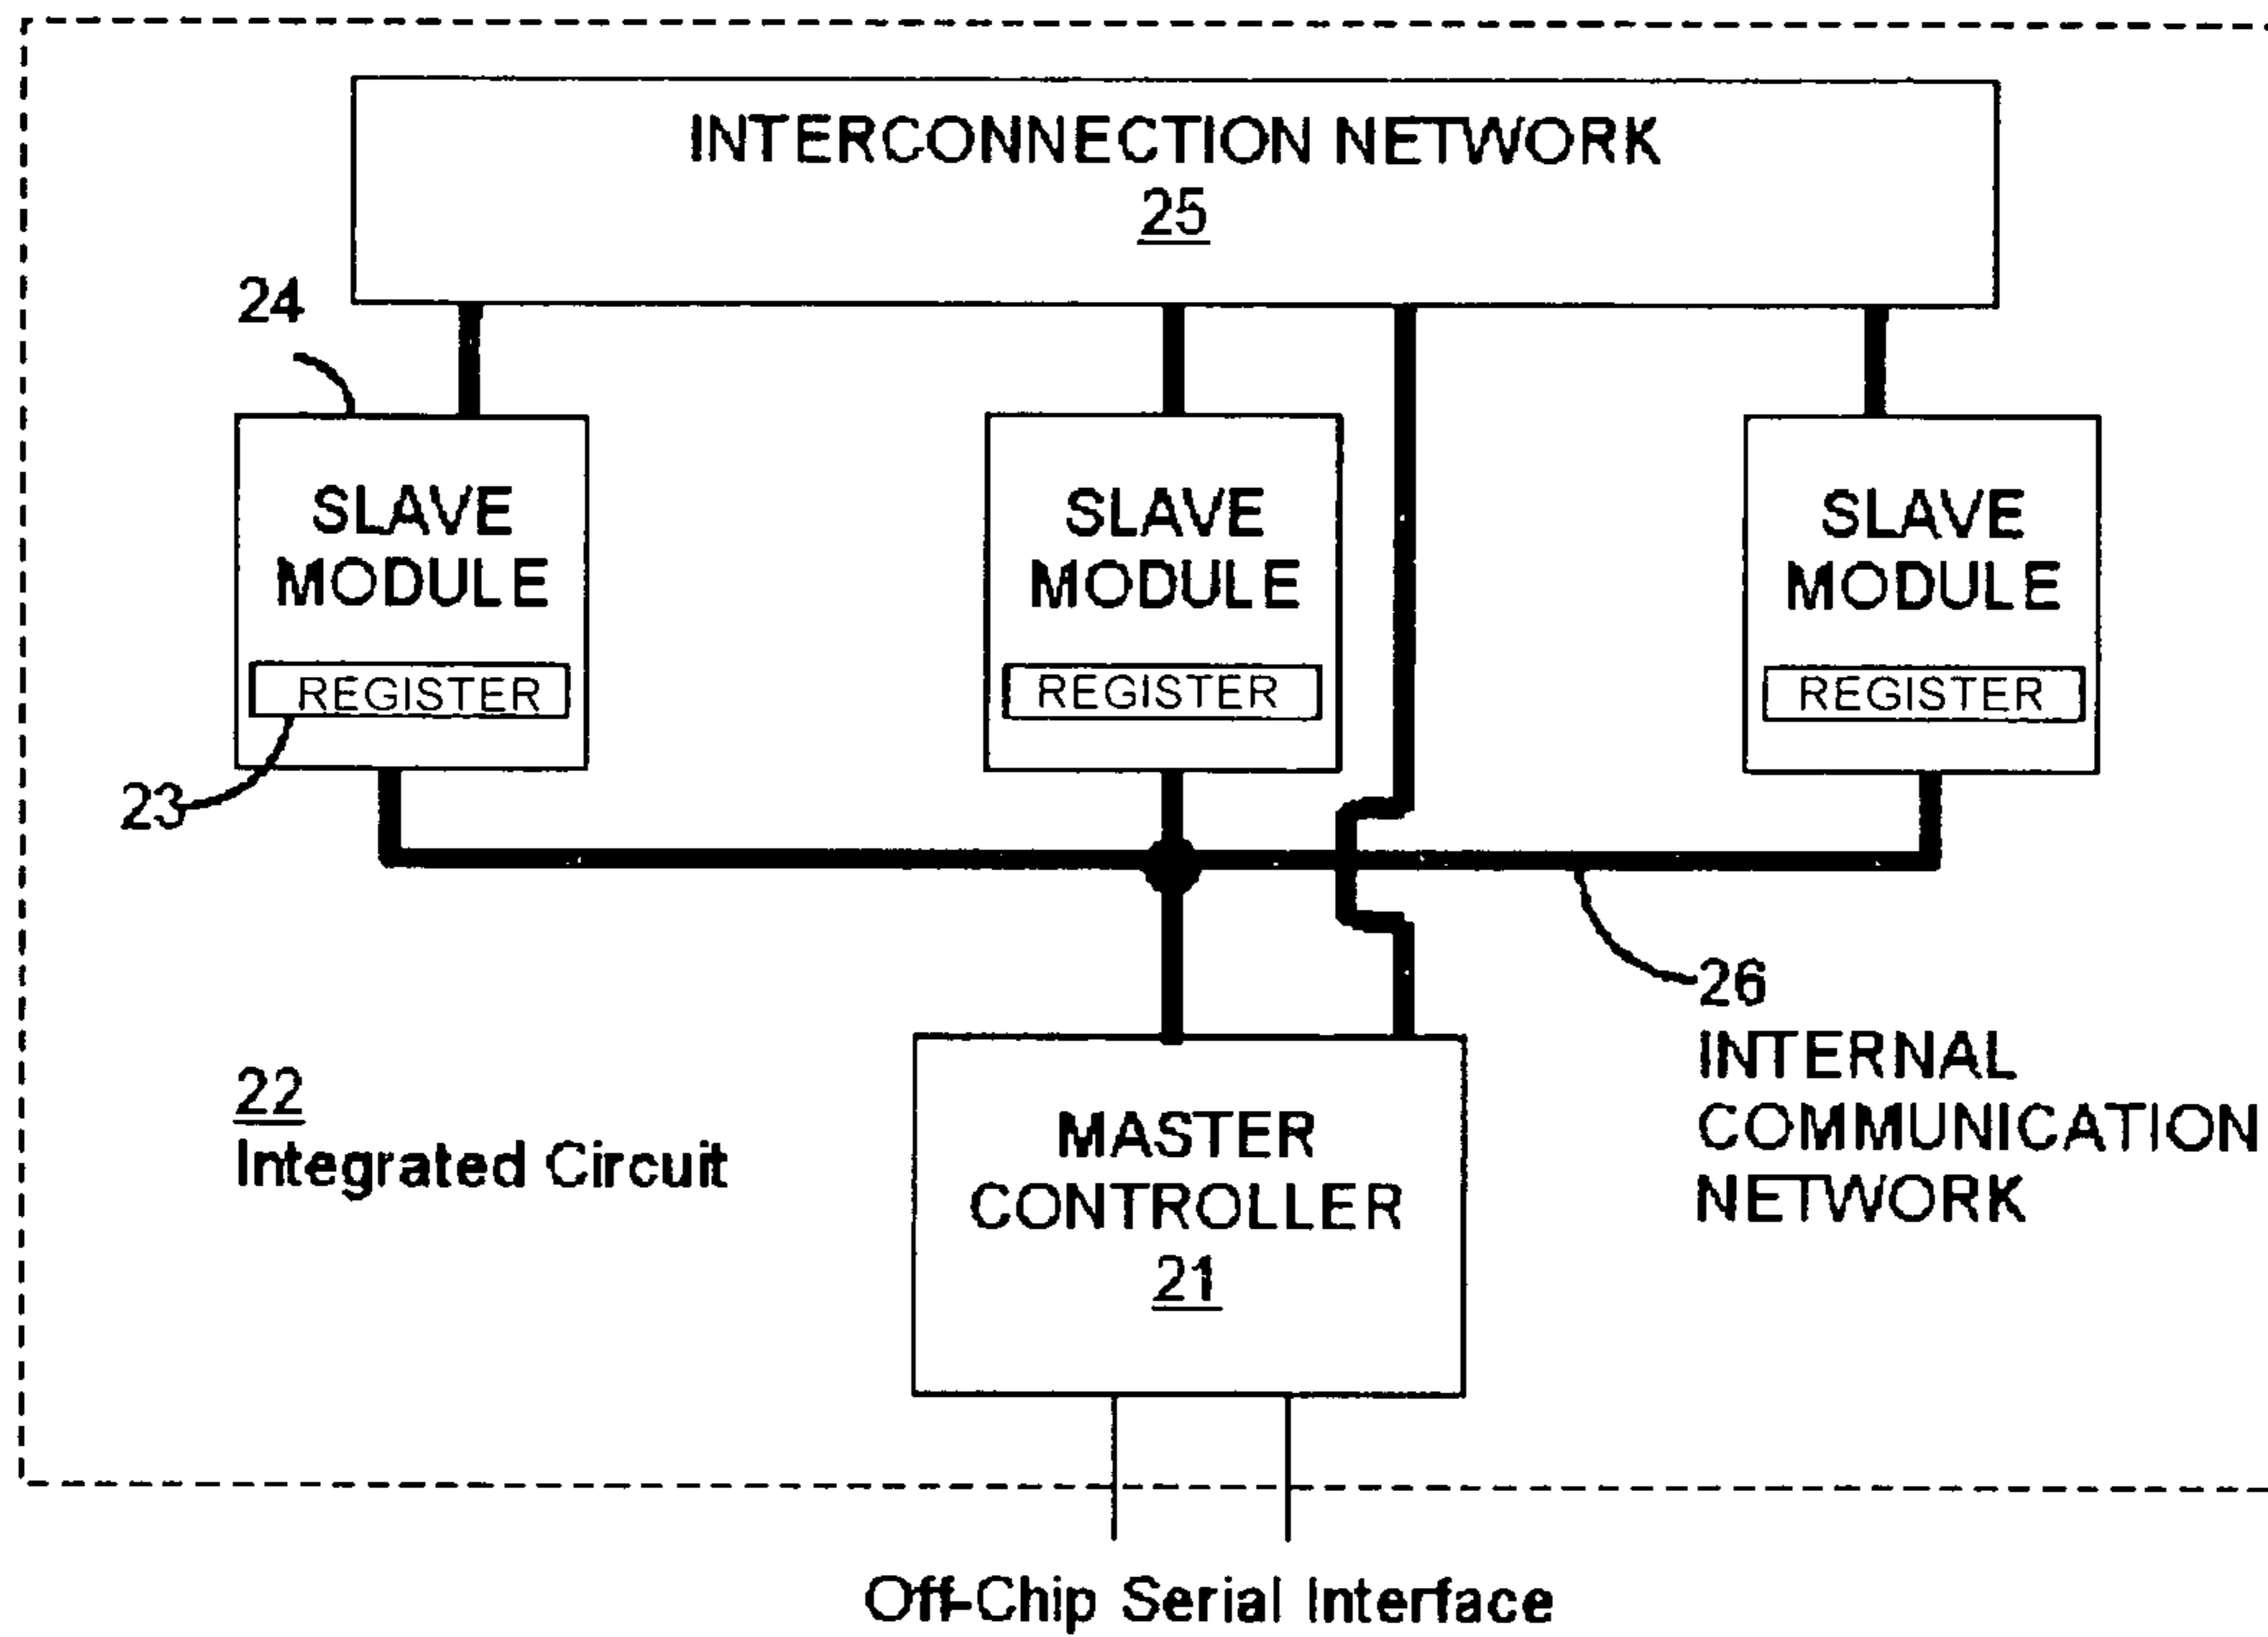 INTERCONNECTION NETWORK
25
24
SLAVE
MODULE
REGISTER
SLAVE
MODULE
REGISTER
SLAVE
MODULE
REGISTER
23
26
INTERNAL
COMMUNICATION
NETWORK
22
Integrated Circuit
MASTER
CONTROLLER
21
Off-Chip Serial Interface